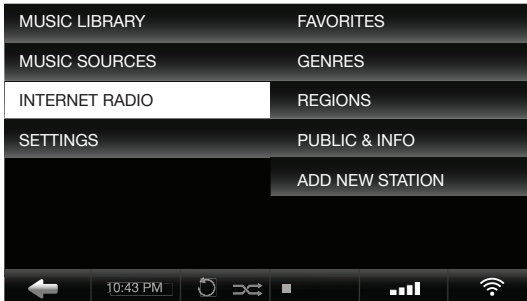 MUSIC LIBRARY
MUSIC SOURCES
INTERNET RADIO
SETTINGS
FAVORITES
GENRES
REGIONS
PUBLIC & INFO
ADD NEW STATION
10:43 PM